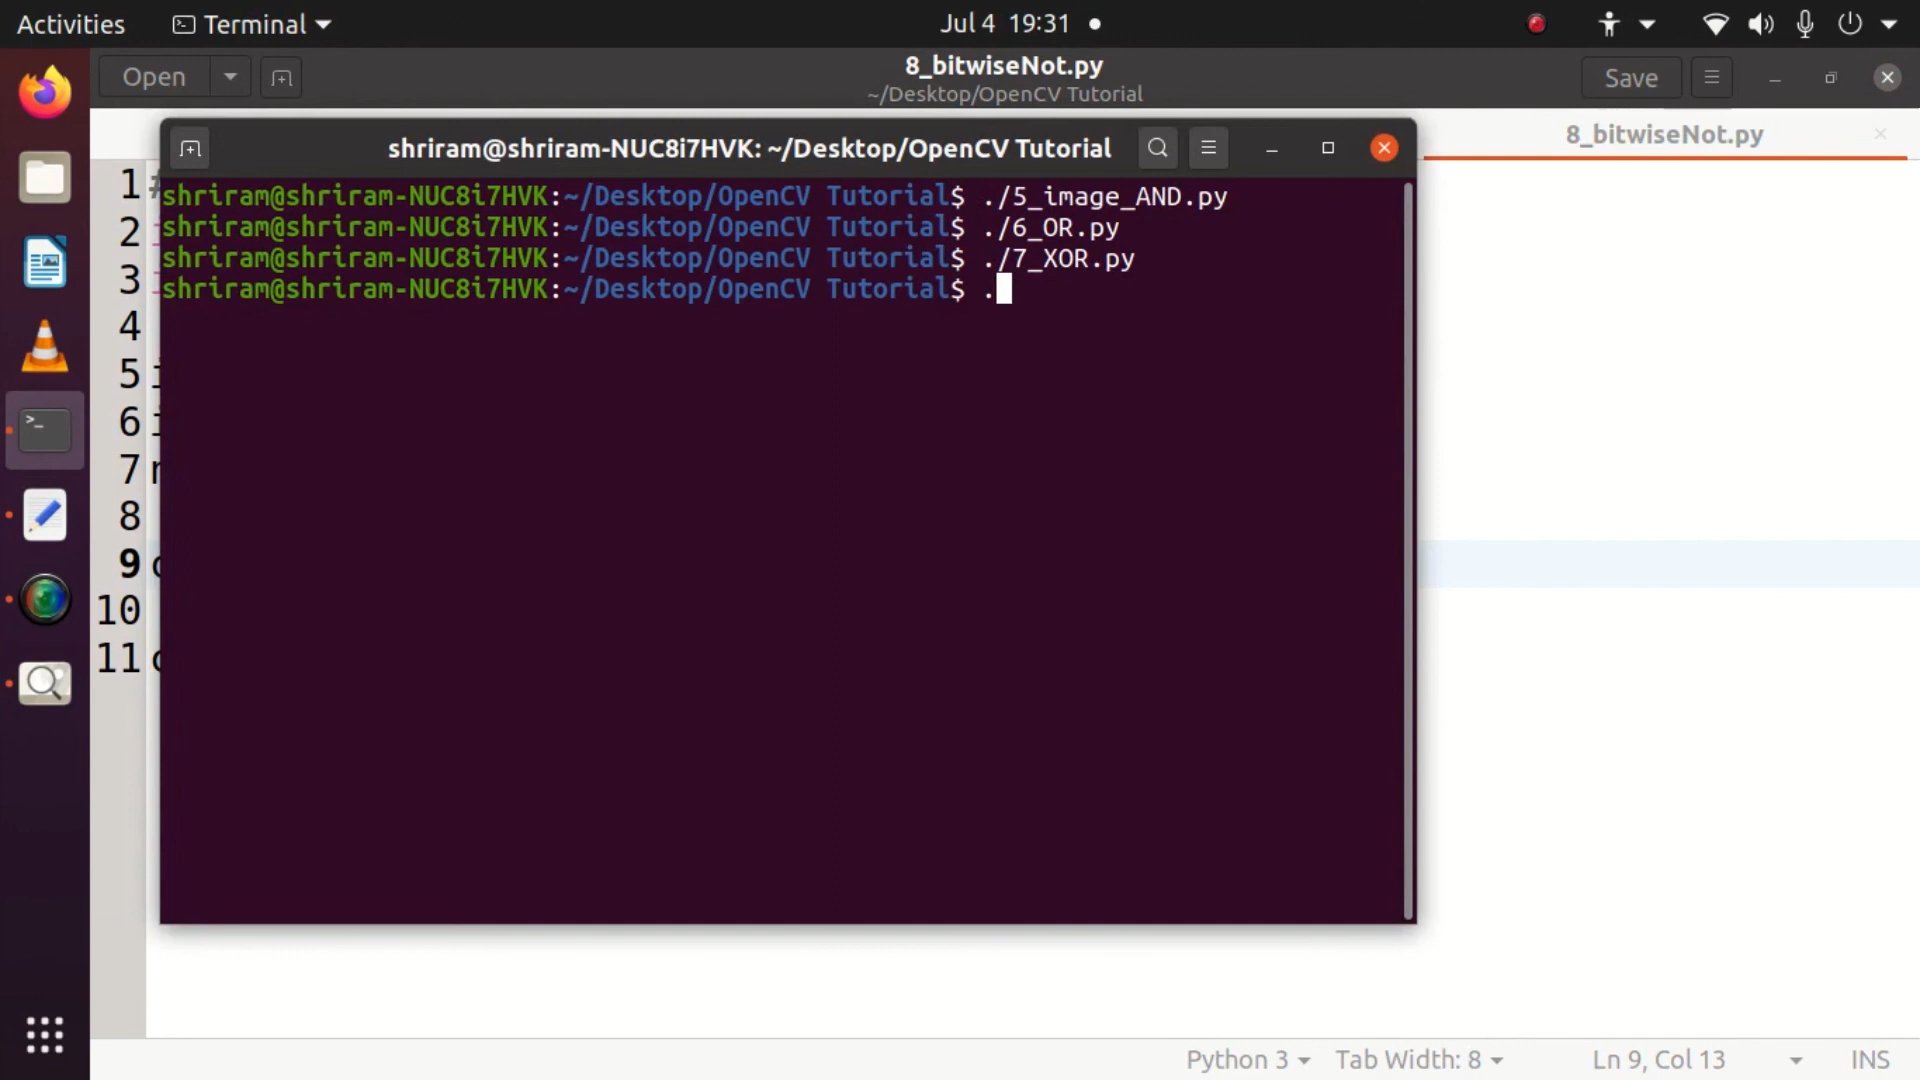 Activities Terminal Jul 4 19:31
Open 8_bitwiseNot.py Save
~/Desktop/OpenCV Tutorial
8_bitwiseNot.py
shriram@shriram-NUC8i7HVK: ~/Desktop/OpenCV Tutorial
shriram@shriram-NUC8i7HVK:~/Desktop/OpenCV Tutorial$ ./5_image_AND.py
shriram@shriram-NUC8i7HVK:~/Desktop/OpenCV Tutorial$ ./6_OR.py
shriram@shriram-NUC8i7HVK:~/Desktop/OpenCV Tutorial$ ./7_XOR.py
shriram@shriram-NUC8i7HVK:~/Desktop/OpenCV Tutorial$ .
1
2
3
4
5
6
7
8
9
10
11
Python 3 Tab Width: 8 Ln 9, Col 13 INS